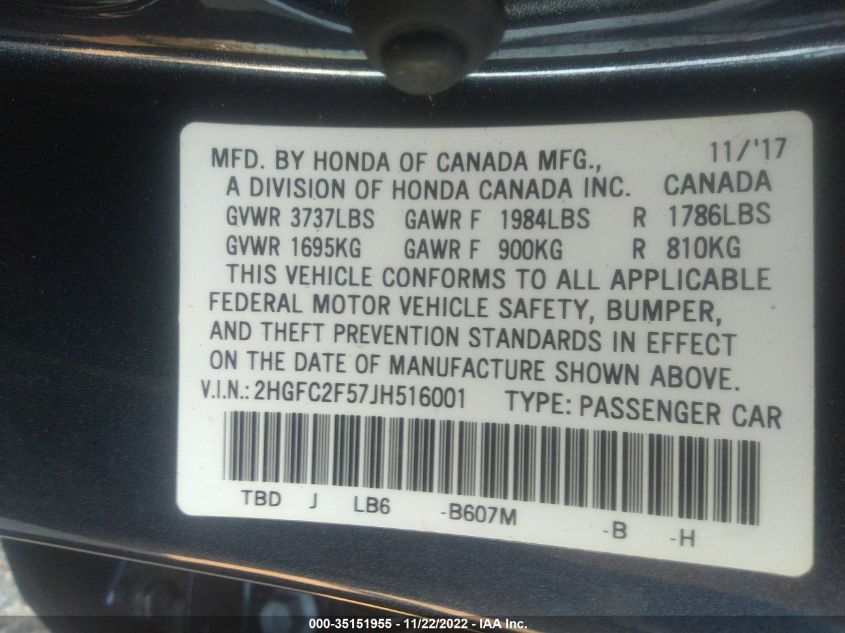 MFD. BY HONDA OF CANADA MFG., 11/'17
A DIVISION OF HONDA CANADA INC. CANADA
GVWR 3737LBS GAWR F 1984LBS R 1786LBS
GVWR 1695KG GAWR F 900KG R 810KG
THIS VEHICLE CONFORMS TO ALL APPLICABLE
FEDERAL MOTOR VEHICLE SAFETY, BUMPER,
AND THEFT PREVENTION STANDARDS IN EFFECT
ON THE DATE OF MANUFACTURE SHOWN ABOVE.
V.I.N.: 2HGFC2F57JH516001 TYPE: PASSENGER CAR
TBD J LB6 -B607M -B -H
000-35151955 - 11/22/2022 - IAA Inc.